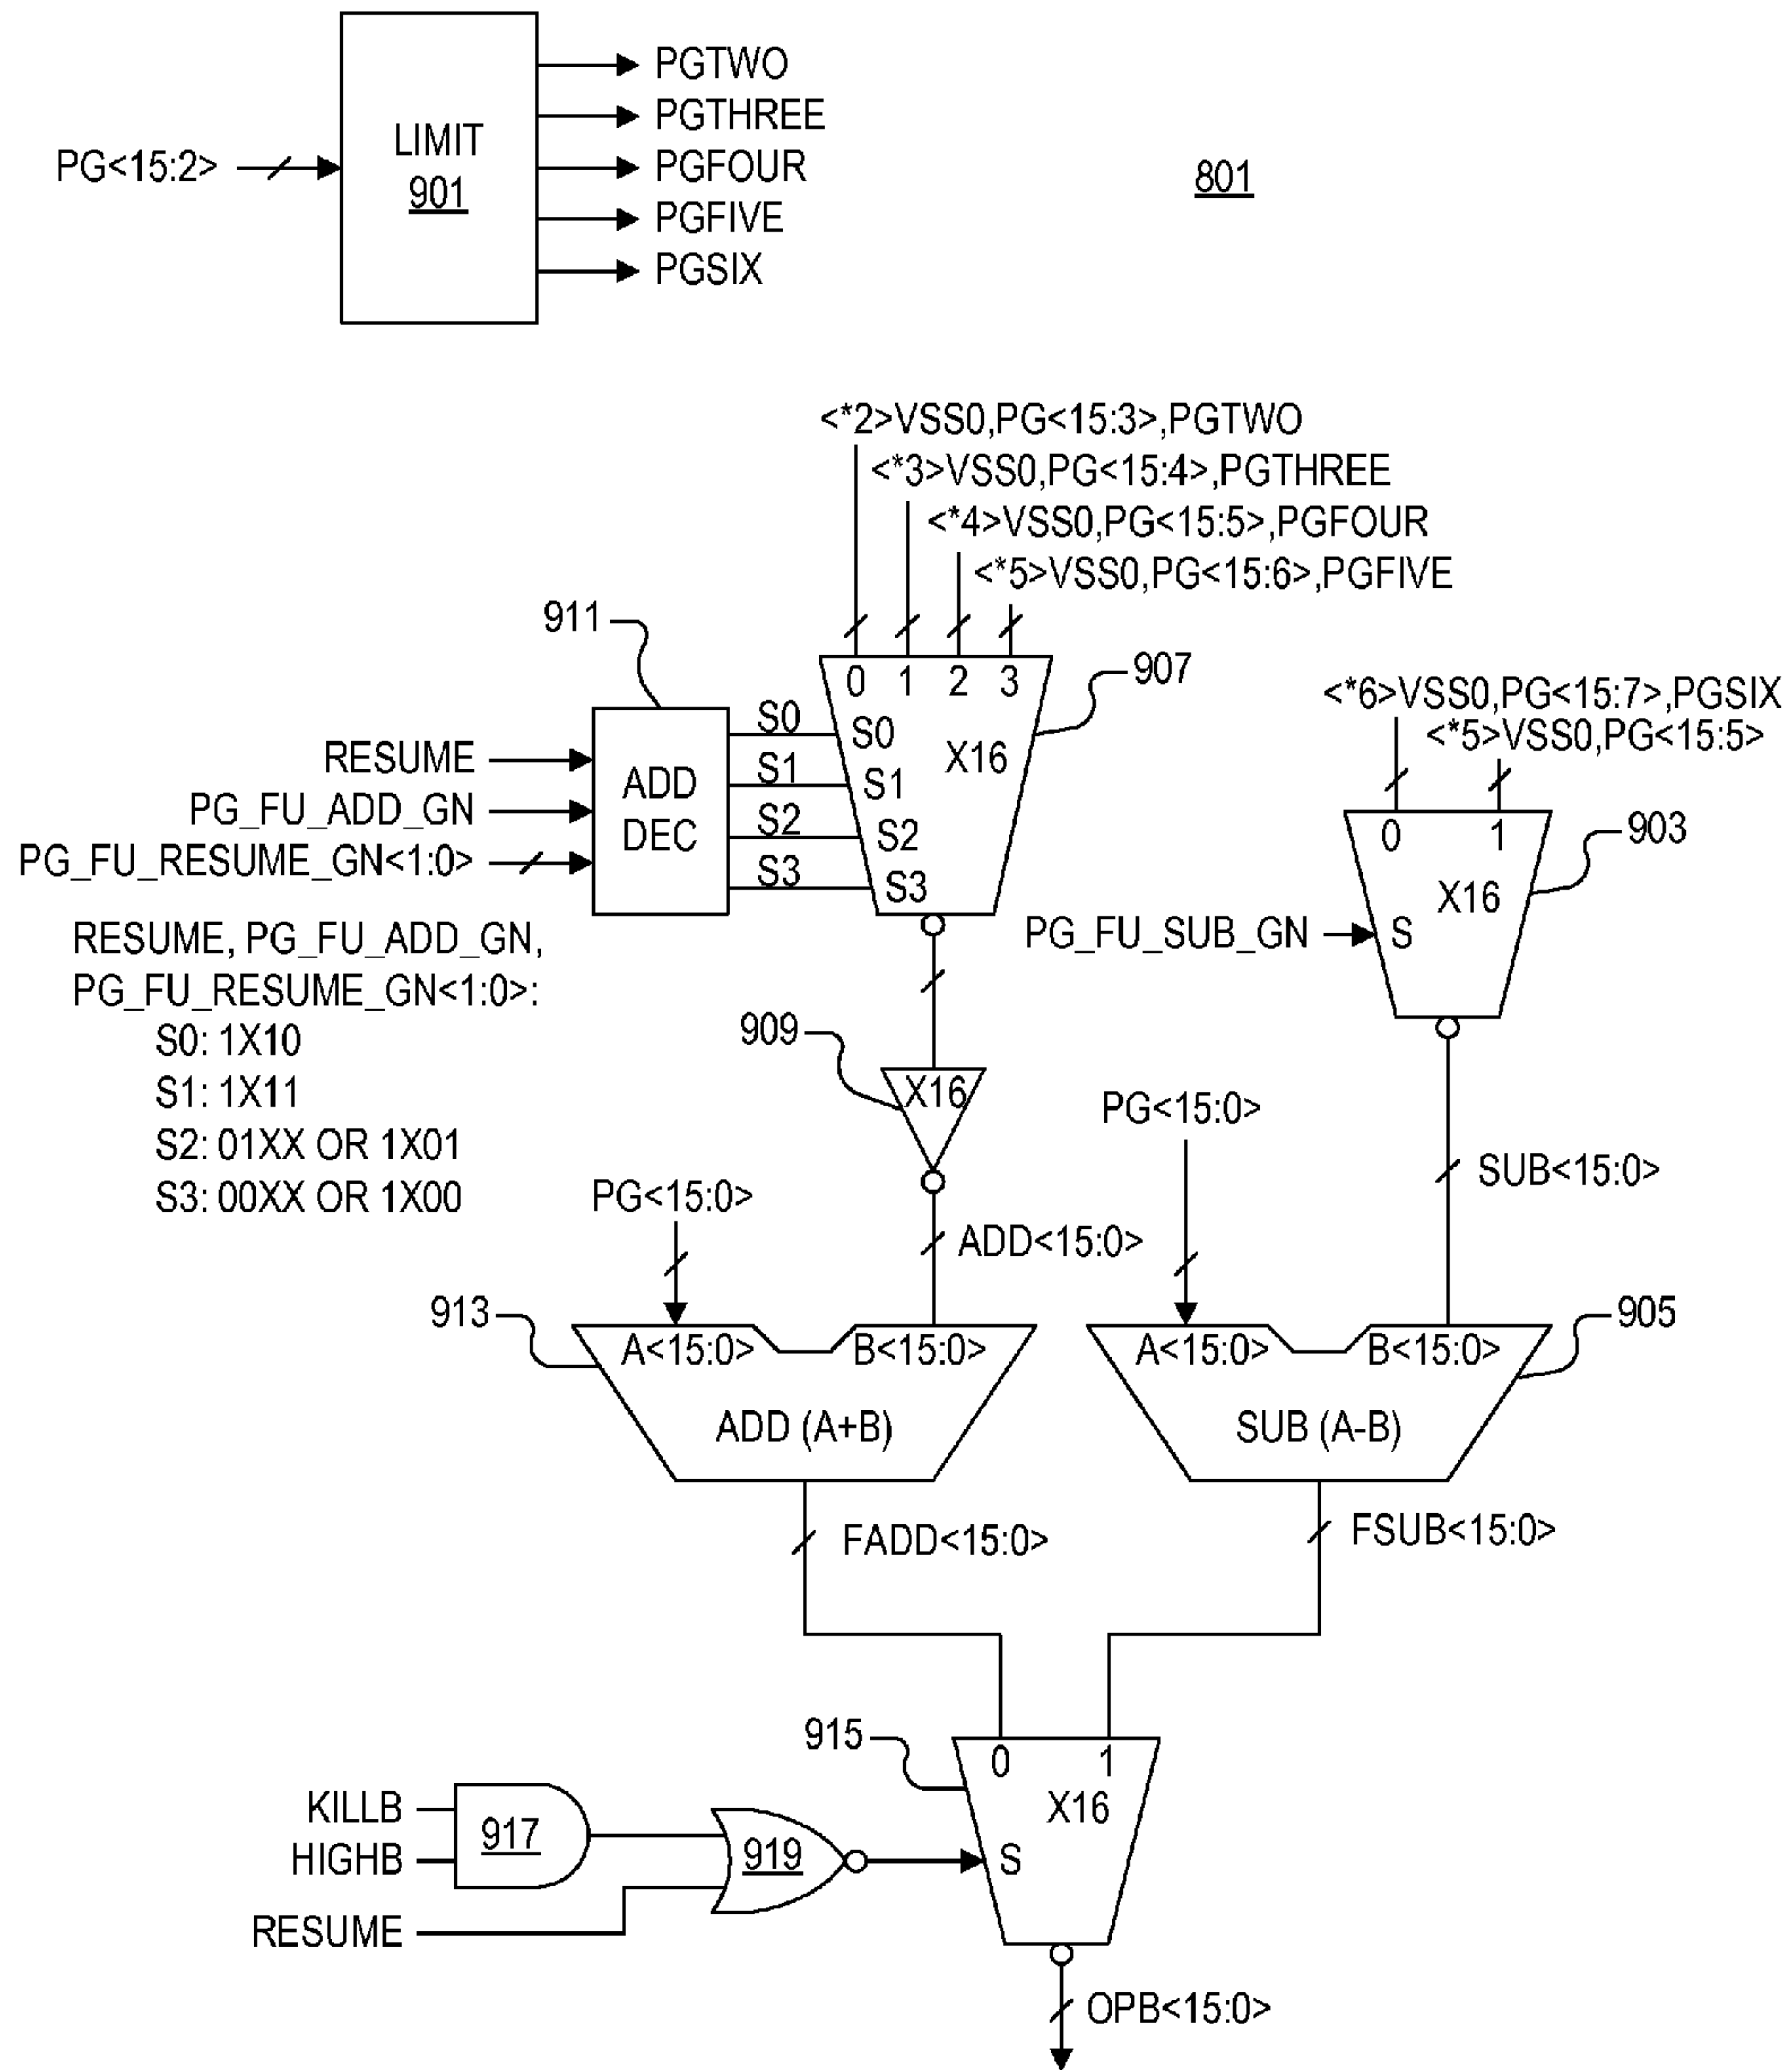 PG<15:2>
LIMIT
901
PGTWO
PGTHREE
PGFOUR
PGFIVE
PGSIX
801
<*2>VSS0,PG<15:3>,PGTWO
<*3>VSS0,PG<15:4>,PGTHREE
<*4>VSS0,PG<15:5>,PGFOUR
<*5>VSS0,PG<15:6>,PGFIVE
911
0 1 2 3
907
<*6>VSS0,PG<15:7>,PGSIX
<*5>VSS0,PG<15:5>
RESUME
PG_FU_ADD_GN
PG_FU_RESUME_GN<1:0>
ADD
DEC
S0
S1
S2
S3
S0
S1
S2
S3
X16
0 1
903
X16
PG_FU_SUB_GN
S
RESUME, PG_FU_ADD_GN,
PG_FU_RESUME_GN<1:0>:
S0: 1X10
S1: 1X11
S2: 01XX OR 1X01
S3: 00XX OR 1X00
909
X16
PG<15:0>
PG<15:0>
SUB<15:0>
ADD<15:0>
913
A<15:0>
B<15:0>
ADD (A+B)
A<15:0>
B<15:0>
905
SUB (A-B)
FADD<15:0>
FSUB<15:0>
915
0 1
X16
KILLB
HIGHB
917
919
S
RESUME
OPB<15:0>